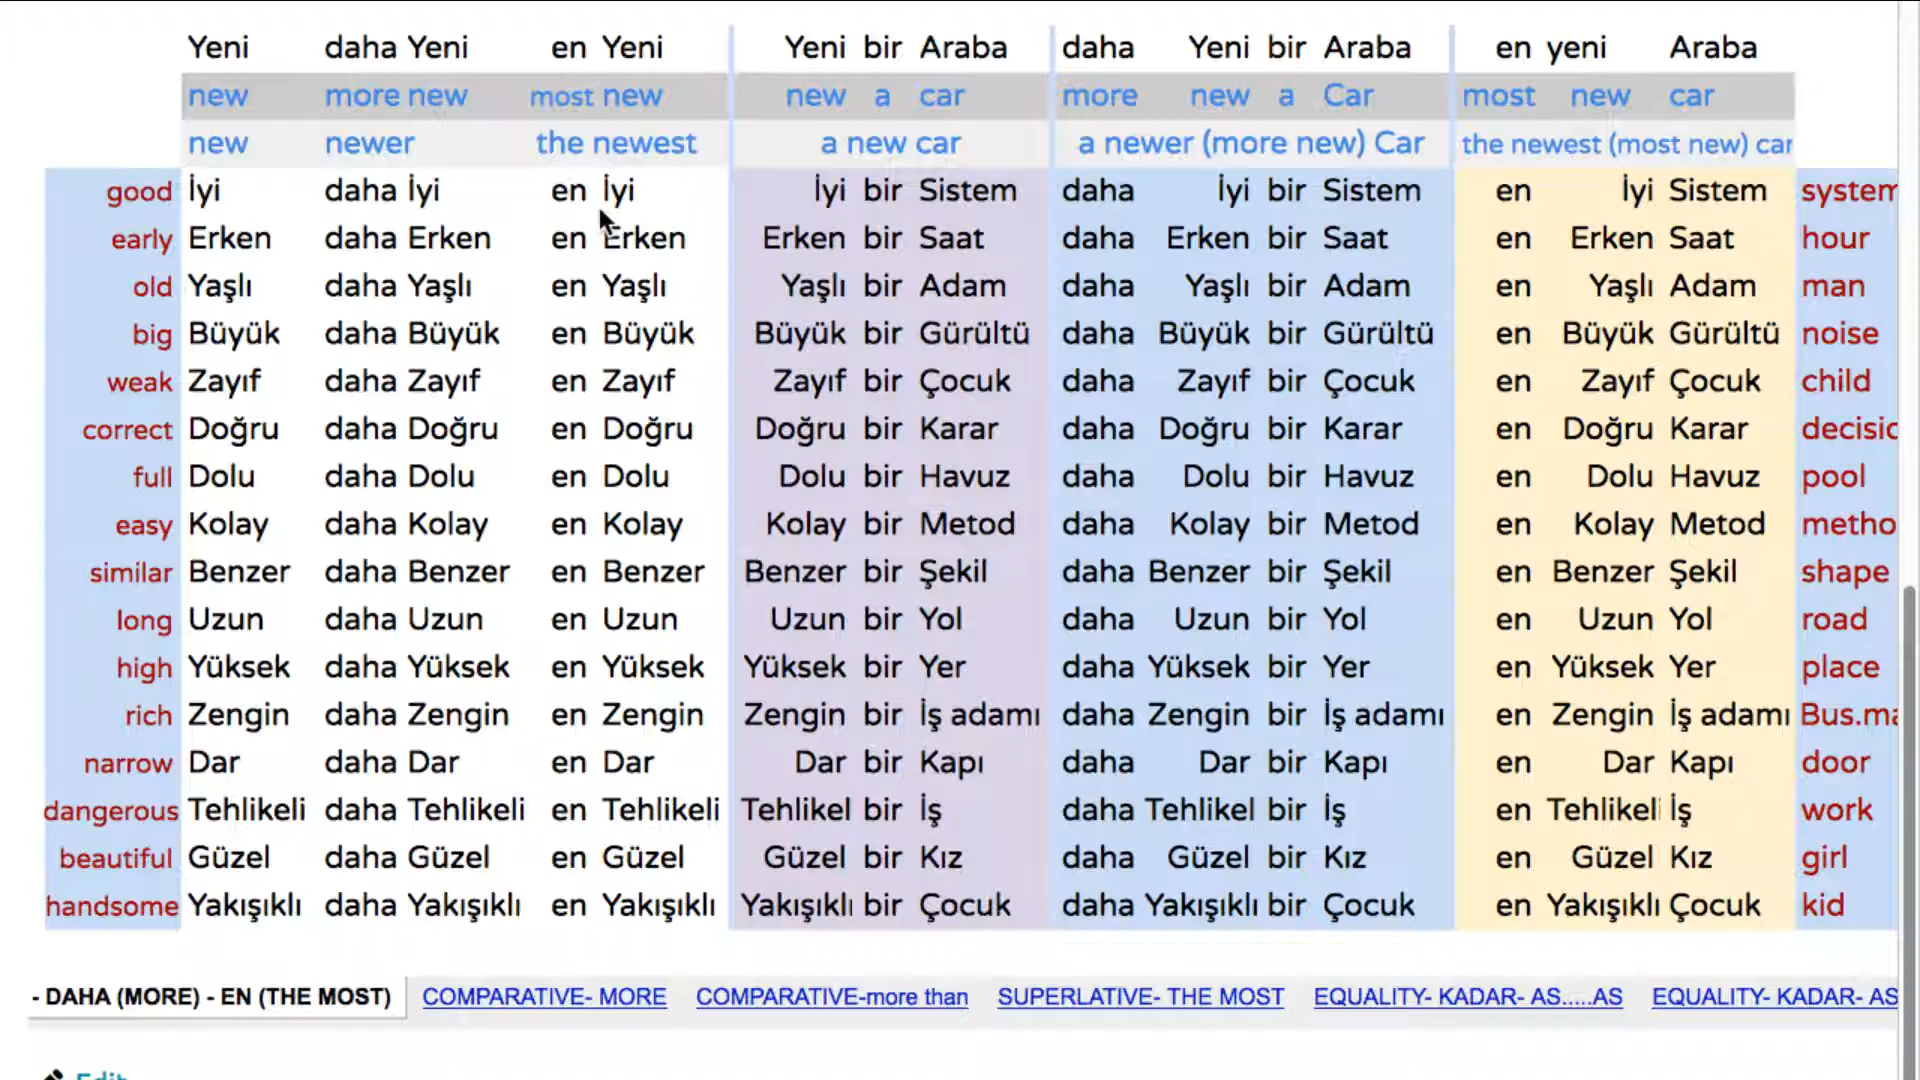 Yeni daha Yeni en Yeni Yeni bir Araba daha Yeni bir Araba en yeni Araba
new more new most new new a car more new a Car most new car
new newer the newest a new car a newer (more new) Car the newest (most new) car
good İyi daha İyi en İyi İyi bir Sistem daha İyi bir Sistem en İyi Sistem system
early Erken daha Erken en Erken Erken bir Saat daha Erken bir Saat en Erken Saat hour
old Yaşlı daha Yaşlı en Yaşlı Yaşlı bir Adam daha Yaşlı bir Adam en Yaşlı Adam man
big Büyük daha Büyük en Büyük Büyük bir Gürültü daha Büyük bir Gürültü en Büyük Gürültü noise
weak Zayıf daha Zayıf en Zayıf Zayıf bir Çocuk daha Zayıf bir Çocuk en Zayıf Çocuk child
correct Doğru daha Doğru en Doğru Doğru bir Karar daha Doğru bir Karar en Doğru Karar decisic
full Dolu daha Dolu en Dolu Dolu bir Havuz daha Dolu bir Havuz en Dolu Havuz pool
easy Kolay daha Kolay en Kolay Kolay bir Metod daha Kolay bir Metod en Kolay Metod metho
similar Benzer daha Benzer en Benzer Benzer bir Şekil daha Benzer bir Şekil en Benzer Şekil shape
long Uzun daha Uzun en Uzun Uzun bir Yol daha Uzun bir Yol en Uzun Yol road
high Yüksek daha Yüksek en Yüksek Yüksek bir Yer daha Yüksek bir Yer en Yüksek Yer place
rich Zengin daha Zengin en Zengin Zengin bir İş adamı daha Zengin bir İş adamı en Zengin İş adamı Bus.ma
narrow Dar daha Dar en Dar Dar bir Kapı daha Dar bir Kapı en Dar Kapı door
dangerous Tehlikeli daha Tehlikeli en Tehlikeli Tehlikel bir İş daha Tehlikel bir İş en Tehlikeli İş work
beautiful Güzel daha Güzel en Güzel Güzel bir Kız daha Güzel bir Kız en Güzel Kız girl
handsome Yakışıklı daha Yakışıklı en Yakışıklı Yakışıklı bir Çocuk daha Yakışıklı bir Çocuk en Yakışıklı Çocuk kid
- DAHA (MORE) - EN (THE MOST) COMPARATIVE- MORE COMPARATIVE-more than SUPERLATIVE- THE MOST EQUALITY- KADAR- AS.....AS EQUALITY- KADAR- AS
Edit